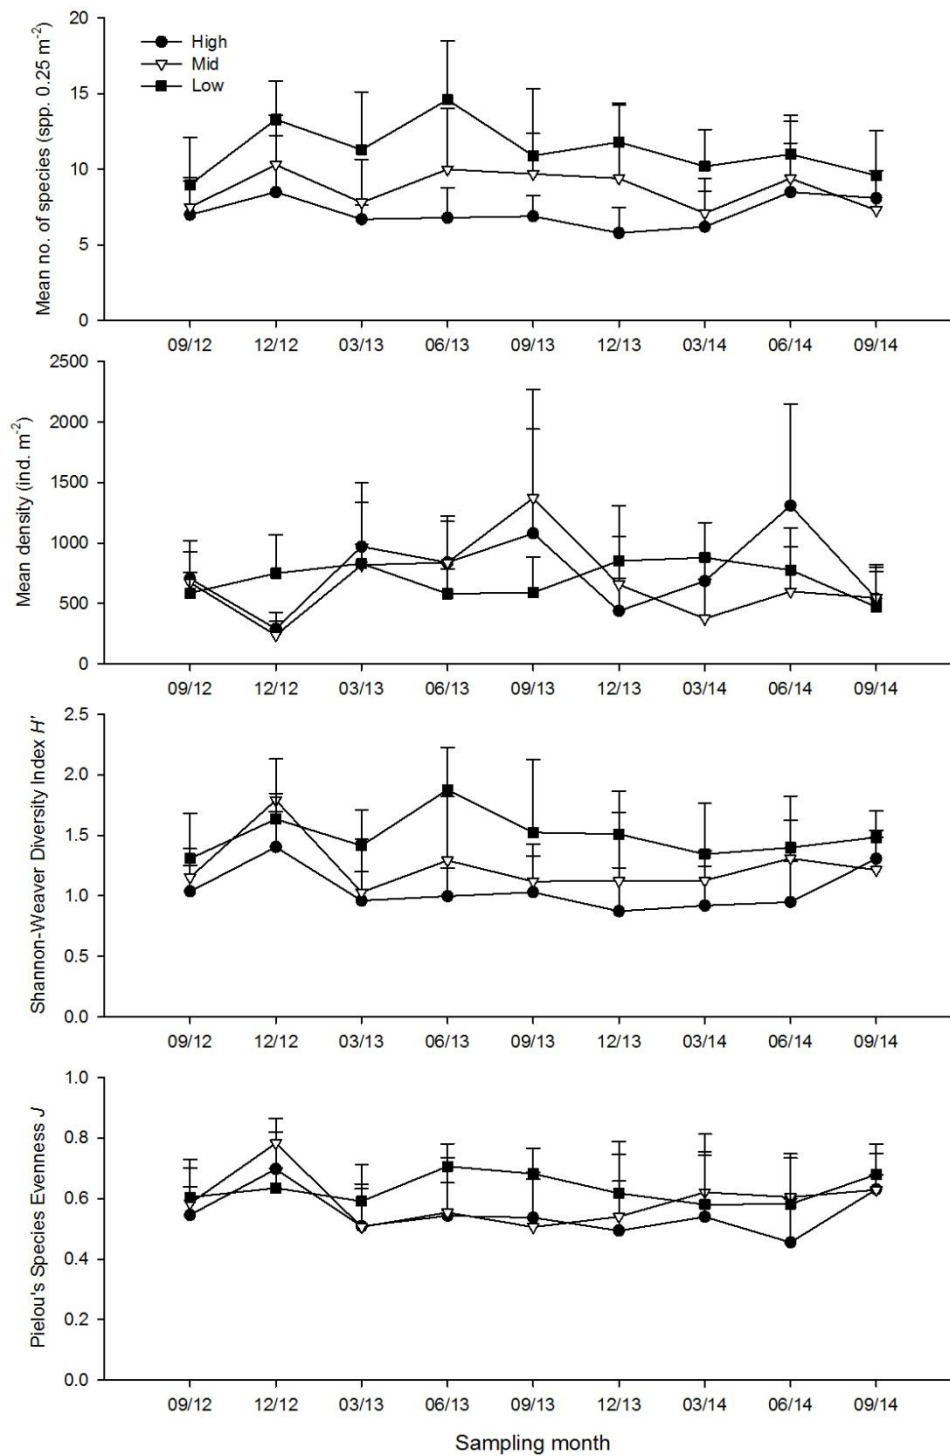 20
15
10
5
0
Mean no. of species (spp. 0.25 m⁻²)
High
Mid
Low
09/12 12/12 03/13 06/13 09/13 12/13 03/14 06/14 09/14
2500
2000
1500
1000
500
0
Mean density (ind. m⁻²)
09/12 12/12 03/13 06/13 09/13 12/13 03/14 06/14 09/14
2.5
2.0
1.5
1.0
0.5
0.0
Shannon-Weaver Diversity Index H'
09/12 12/12 03/13 06/13 09/13 12/13 03/14 06/14 09/14
1.0
0.8
0.6
0.4
0.2
0.0
Pielou's Species Evenness J
09/12 12/12 03/13 06/13 09/13 12/13 03/14 06/14 09/14
Sampling month